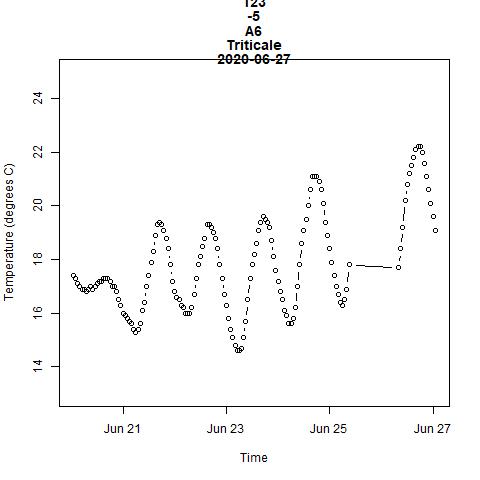 123
-5
A6
Triticale
2020-06-27
Temperature (degrees C)
24
22
20
18
16
14
Jun 21
Jun 23
Jun 25
Jun 27
Time